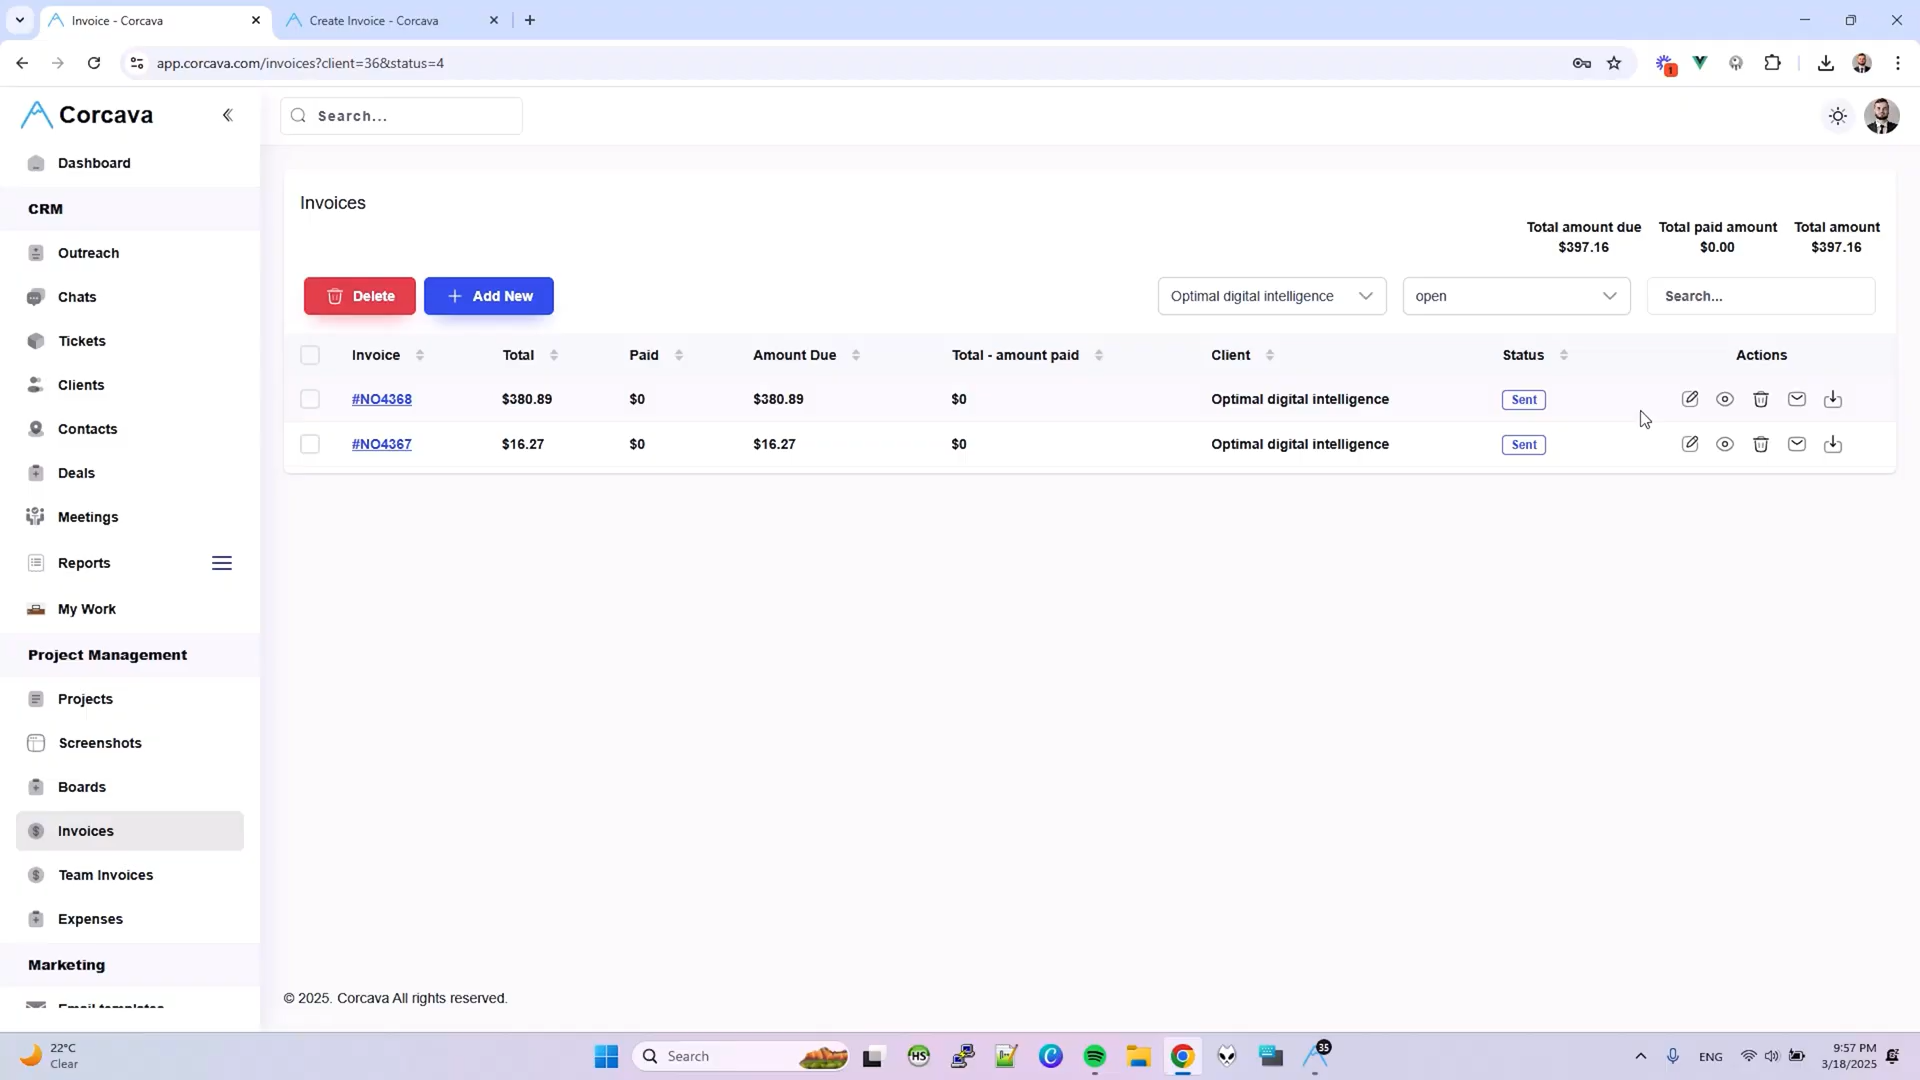 Invoice - Corcava
Create Invoice - Corcava
app.corcava.com/invoices?client=36&status=4
1
Corcava
Search...
Dashboard
CRM
Outreach
Chats
Tickets
Clients
Contacts
Deals
Meetings
Reports
My Work
Project Management
Projects
Screenshots
Boards
Invoices
Team Invoices
Expenses
Marketing
Email templates
Invoices
Total amount due Total paid amount Total amount
$397.16 $0.00 $397.16
Delete Add New Optimal digital intelligence open Search...
Invoice Total Paid Amount Due Total - amount paid Client Status Actions
#NO4368 $380.89 $0 $380.89 $0 Optimal digital intelligence Sent
#NO4367 $16.27 $0 $16.27 $0 Optimal digital intelligence Sent
© 2025. Corcava All rights reserved.
22°C
Clear
Search
HS
35
ENG
9:57 PM
3/18/2025